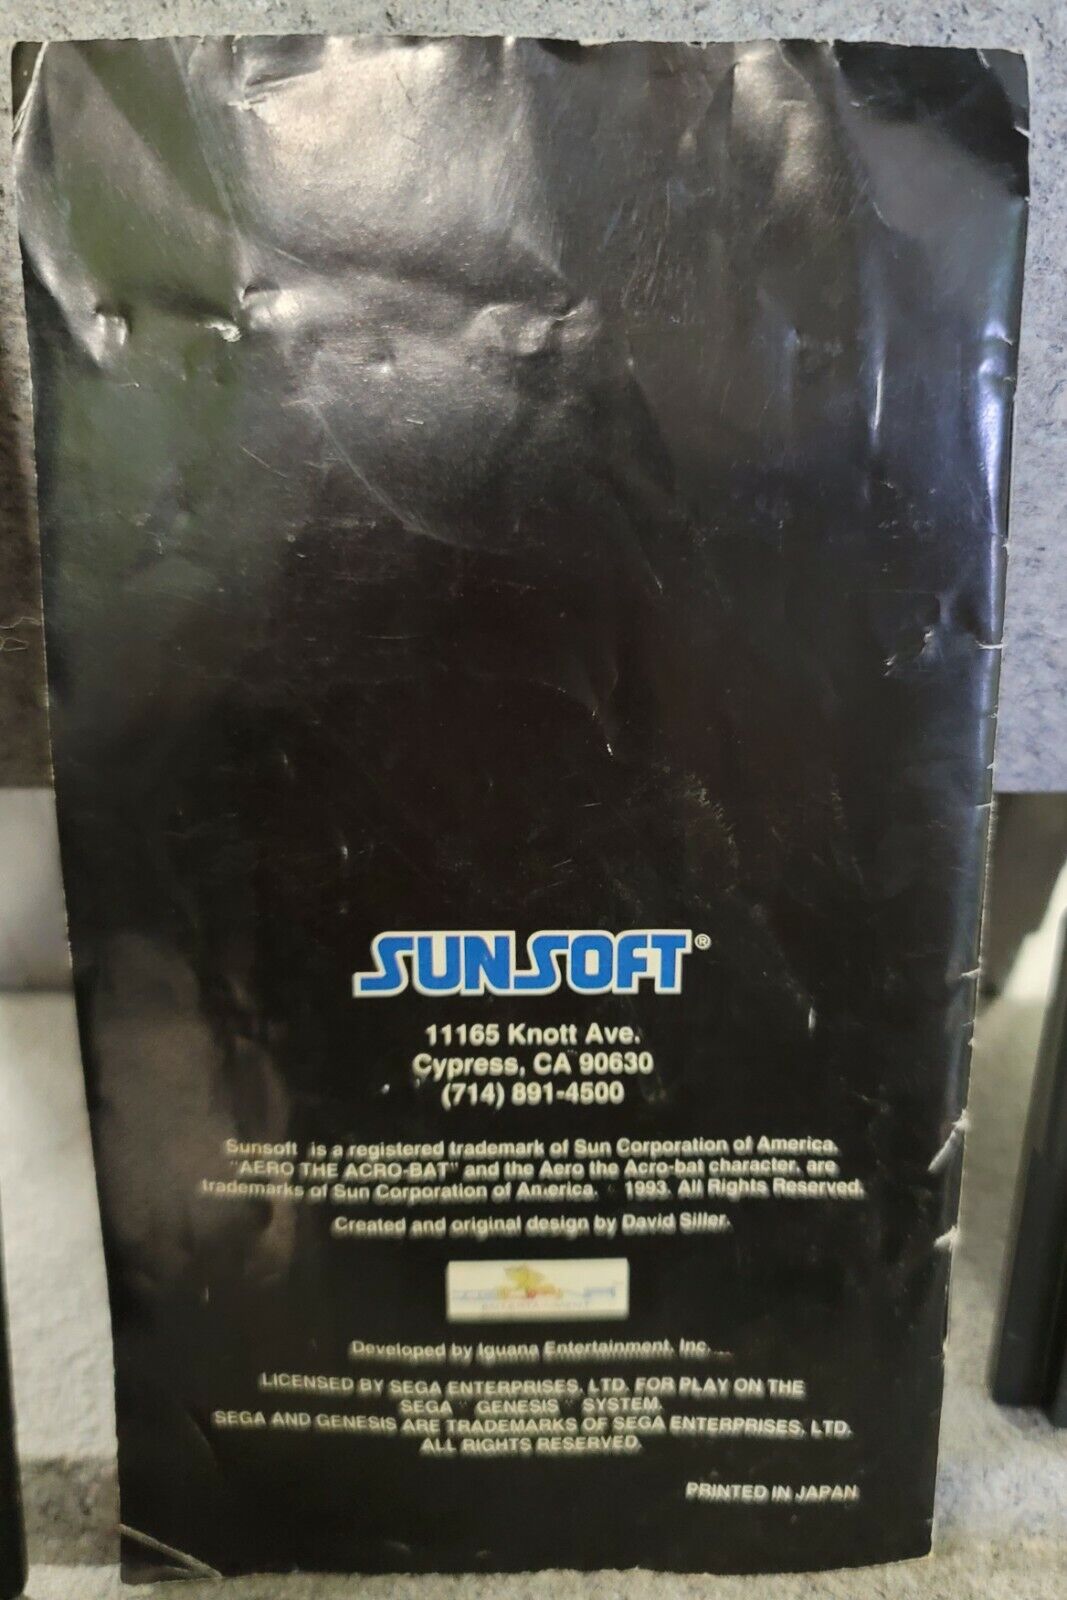 SUNSOFT®
11165 Knott Ave.
Cypress, CA 90630
(714) 891-4500
Sunsoft is a registered trademark of Sun Corporation of America.
"AERO THE ACRO-BAT" and the Aero the Acro-bat character, are
trademarks of Sun Corporation of America. 1993. All Rights Reserved.
Created and original design by David Siller.
ENTERTAINMENT
Developed by Iguana Entertainment, Inc.
LICENSED BY SEGA ENTERPRISES, LTD. FOR PLAY ON THE
SEGA GENESIS SYSTEM.
SEGA AND GENESIS ARE TRADEMARKS OF SEGA ENTERPRISES, LTD.
ALL RIGHTS RESERVED.
PRINTED IN JAPAN